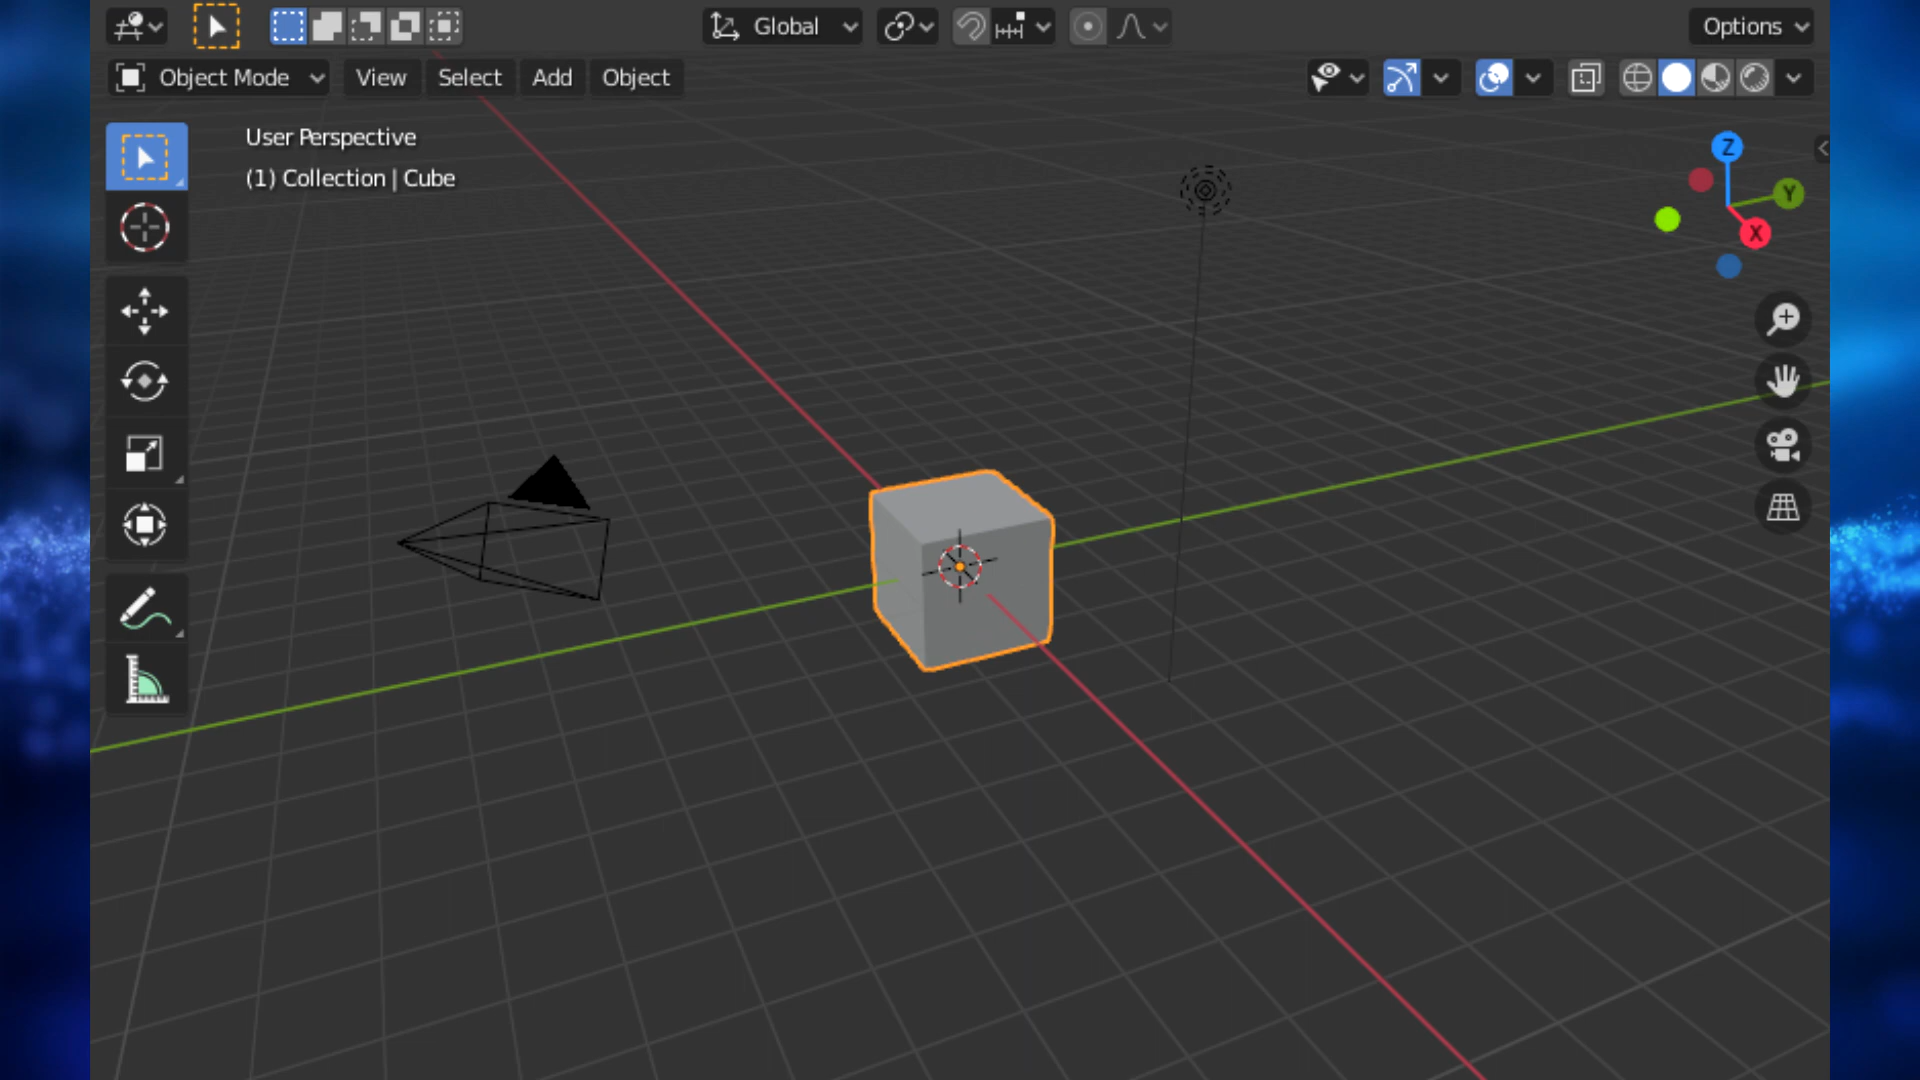 Global
Options
Object Mode View Select Add Object
User Perspective
(1) Collection | Cube
Z
Y
X